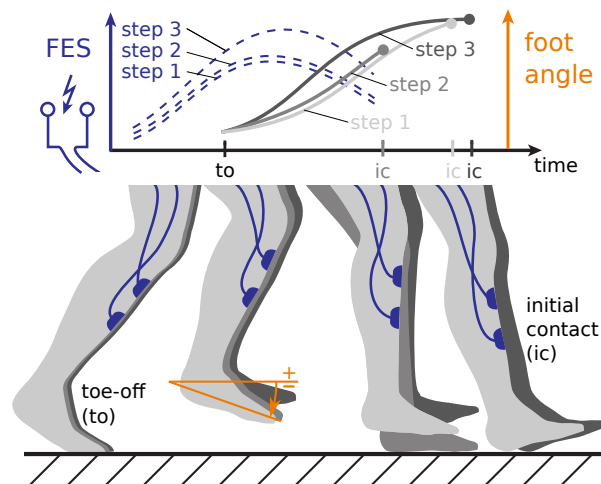 step 3
FES
step 2
step 1
foot
angle
step 3
step 2
step 1
to
ic
ic
ic
time
+
−
toe-off
(to)
initial
contact
(ic)